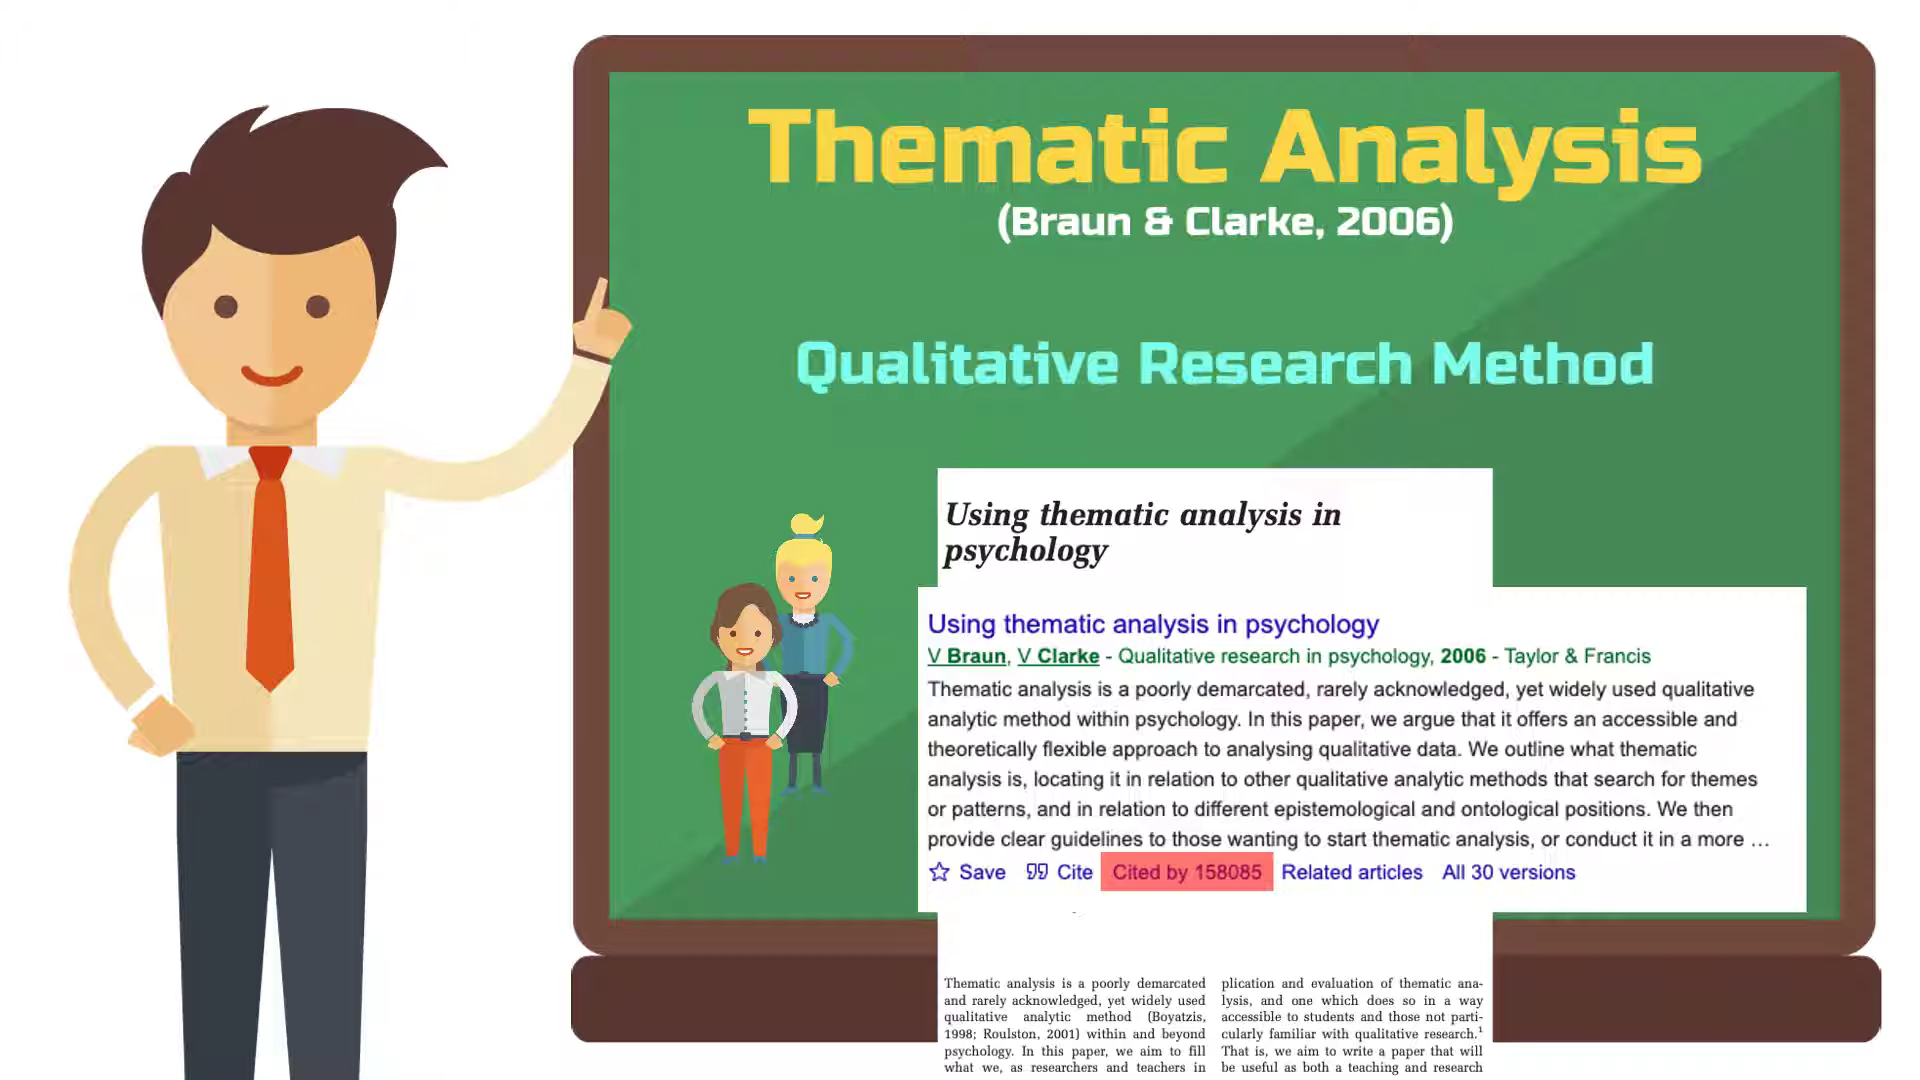 Thematic Analysis
(Braun & Clarke, 2006)
Qualitative Research Method
Using thematic analysis in
psychology
Using thematic analysis in psychology
V Braun, V Clarke - Qualitative research in psychology, 2006 - Taylor & Francis
Thematic analysis is a poorly demarcated, rarely acknowledged, yet widely used qualitative
analytic method within psychology. In this paper, we argue that it offers an accessible and
theoretically flexible approach to analysing qualitative data. We outline what thematic
analysis is, locating it in relation to other qualitative analytic methods that search for themes
or patterns, and in relation to different epistemological and ontological positions. We then
provide clear guidelines to those wanting to start thematic analysis, or conduct it in a more …
Save Cite Cited by 158085 Related articles All 30 versions
Thematic analysis is a poorly demarcated
and rarely acknowledged, yet widely used
qualitative analytic method (Boyatzis,
1998; Roulston, 2001) within and beyond
psychology. In this paper, we aim to fill
what we, as researchers and teachers in
plication and evaluation of thematic ana-
lysis, and one which does so in a way
accessible to students and those not parti-
cularly familiar with qualitative research.¹
That is, we aim to write a paper that will
be useful as both a teaching and research